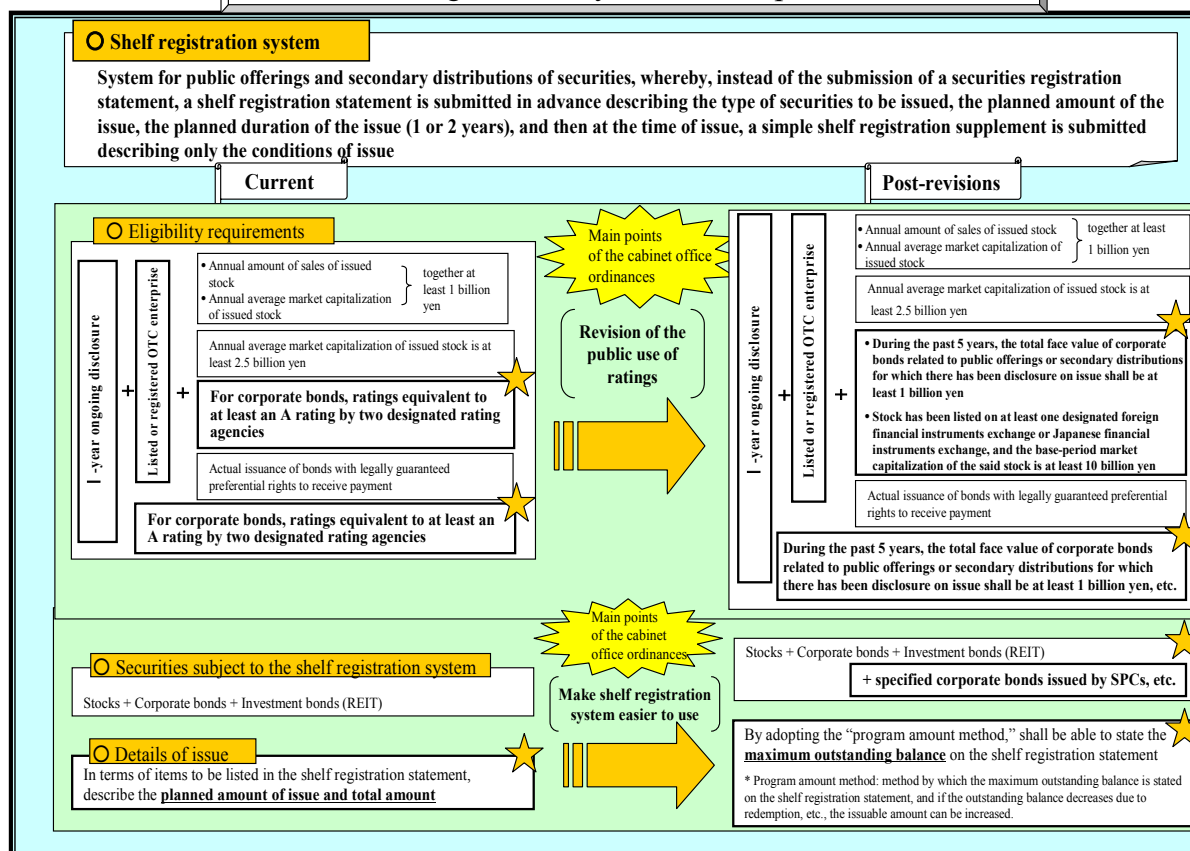 O Shelf registration system
System for public offerings and secondary distributions of securities, whereby, instead of the submission of a securities registration
statement, a shelf registration statement is submitted in advance describing the type of securities to be issued, the planned amount of the
issue, the planned duration of the issue (1 or 2 years), and then at the time of issue, a simple shelf registration supplement is submitted
describing only the conditions of issue
Current
Post-revisions
O Eligibility requirements
1-year ongoing disclosure
+
Listed or registered OTC enterprise
+
• Annual amount of sales of issued
stock
• Annual average market capitalization
of issued stock
together at
least 1 billion
yen
Annual average market capitalization of issued stock is at
least 2.5 billion yen
For corporate bonds, ratings equivalent to
at least an A rating by two designated rating
agencies
Actual issuance of bonds with legally guaranteed
preferential rights to receive payment
For corporate bonds, ratings equivalent to at least an
A rating by two designated rating agencies
Main points
of the cabinet office
ordinances
Revision of the
public use of
ratings
1-year ongoing disclosure
+
Listed or registered OTC enterprise
+
• Annual amount of sales of issued stock
• Annual average market capitalization of
issued stock
together at least
1 billion yen
Annual average market capitalization of issued stock is at
least 2.5 billion yen
• During the past 5 years, the total face value of corporate
bonds related to public offerings or secondary distributions
for which there has been disclosure on issue shall be at
least 1 billion yen
• Stock has been listed on at least one designated foreign
financial instruments exchange or Japanese financial
instruments exchange, and the base-period market
capitalization of the said stock is at least 10 billion yen
Actual issuance of bonds with legally guaranteed preferential
rights to receive payment
During the past 5 years, the total face value of corporate bonds
related to public offerings or secondary distributions for which
there has been disclosure on issue shall be at least 1 billion yen, etc.
O Securities subject to the shelf registration system
Stocks + Corporate bonds + Investment bonds (REIT)
Main points
of the cabinet
office ordinances
Make shelf registration
system easier to use
Stocks + Corporate bonds + Investment bonds (REIT)
+ specified corporate bonds issued by SPCs, etc.
O Details of issue
In terms of items to be listed in the shelf registration statement,
describe the planned amount of issue and total amount
By adopting the “program amount method,” shall be able to state the
maximum outstanding balance on the shelf registration statement
* Program amount method: method by which the maximum outstanding balance is stated
on the shelf registration statement, and if the outstanding balance decreases due to
redemption, etc., the issuable amount can be increased.